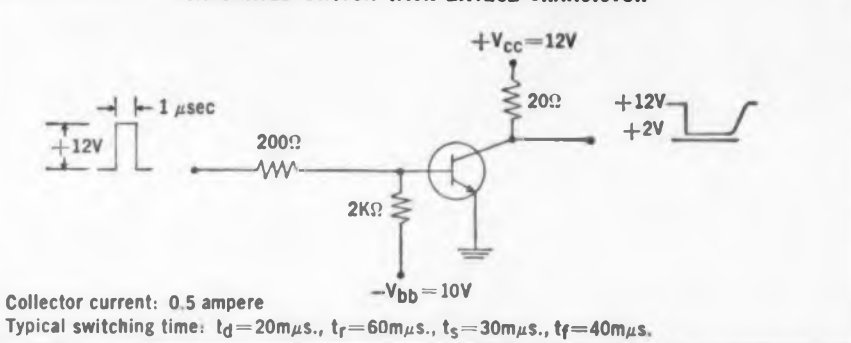 +Vcc=12V
1 μsec
20Ω
+12V
+2V
200Ω
+12V
2KΩ
−Vbb=10V
Collector current: 0.5 ampere
Typical switching time: td=20mμs., tr=60mμs., ts=30mμs., tf=40mμs.